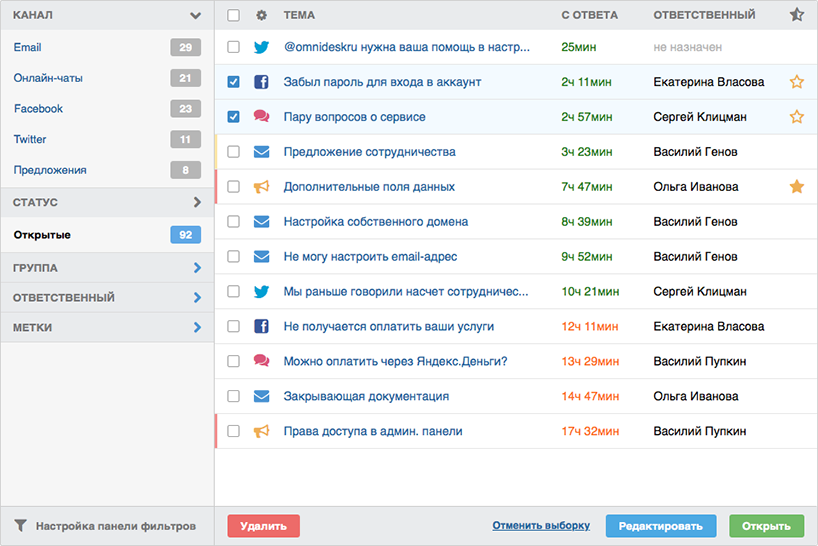 КАНАЛ
Email 29
Онлайн-чаты 21
Facebook 23
Twitter 11
Предложения 8
СТАТУС
Открытые 92
ГРУППА
ОТВЕТСТВЕННЫЙ
МЕТКИ
Настройка панели фильтров
ТЕМА С ОТВЕТА ОТВЕТСТВЕННЫЙ
@omnideskru нужна ваша помощь в настр... 25мин не назначен
Забыл пароль для входа в аккаунт 2ч 11мин Екатерина Власова
Пару вопросов о сервисе 2ч 57мин Сергей Клицман
Предложение сотрудничества 3ч 23мин Василий Генов
Дополнительные поля данных 7ч 47мин Ольга Иванова
Настройка собственного домена 8ч 39мин Василий Генов
Не могу настроить email-адрес 9ч 52мин Василий Генов
Мы раньше говорили насчет сотрудничес... 10ч 21мин Сергей Клицман
Не получается оплатить ваши услуги 12ч 11мин Екатерина Власова
Можно оплатить через Яндекс.Деньги? 13ч 29мин Василий Пупкин
Закрывающая документация 14ч 47мин Ольга Иванова
Права доступа в админ. панели 17ч 32мин Василий Пупкин
Удалить Отменить выборку Редактировать Открыть